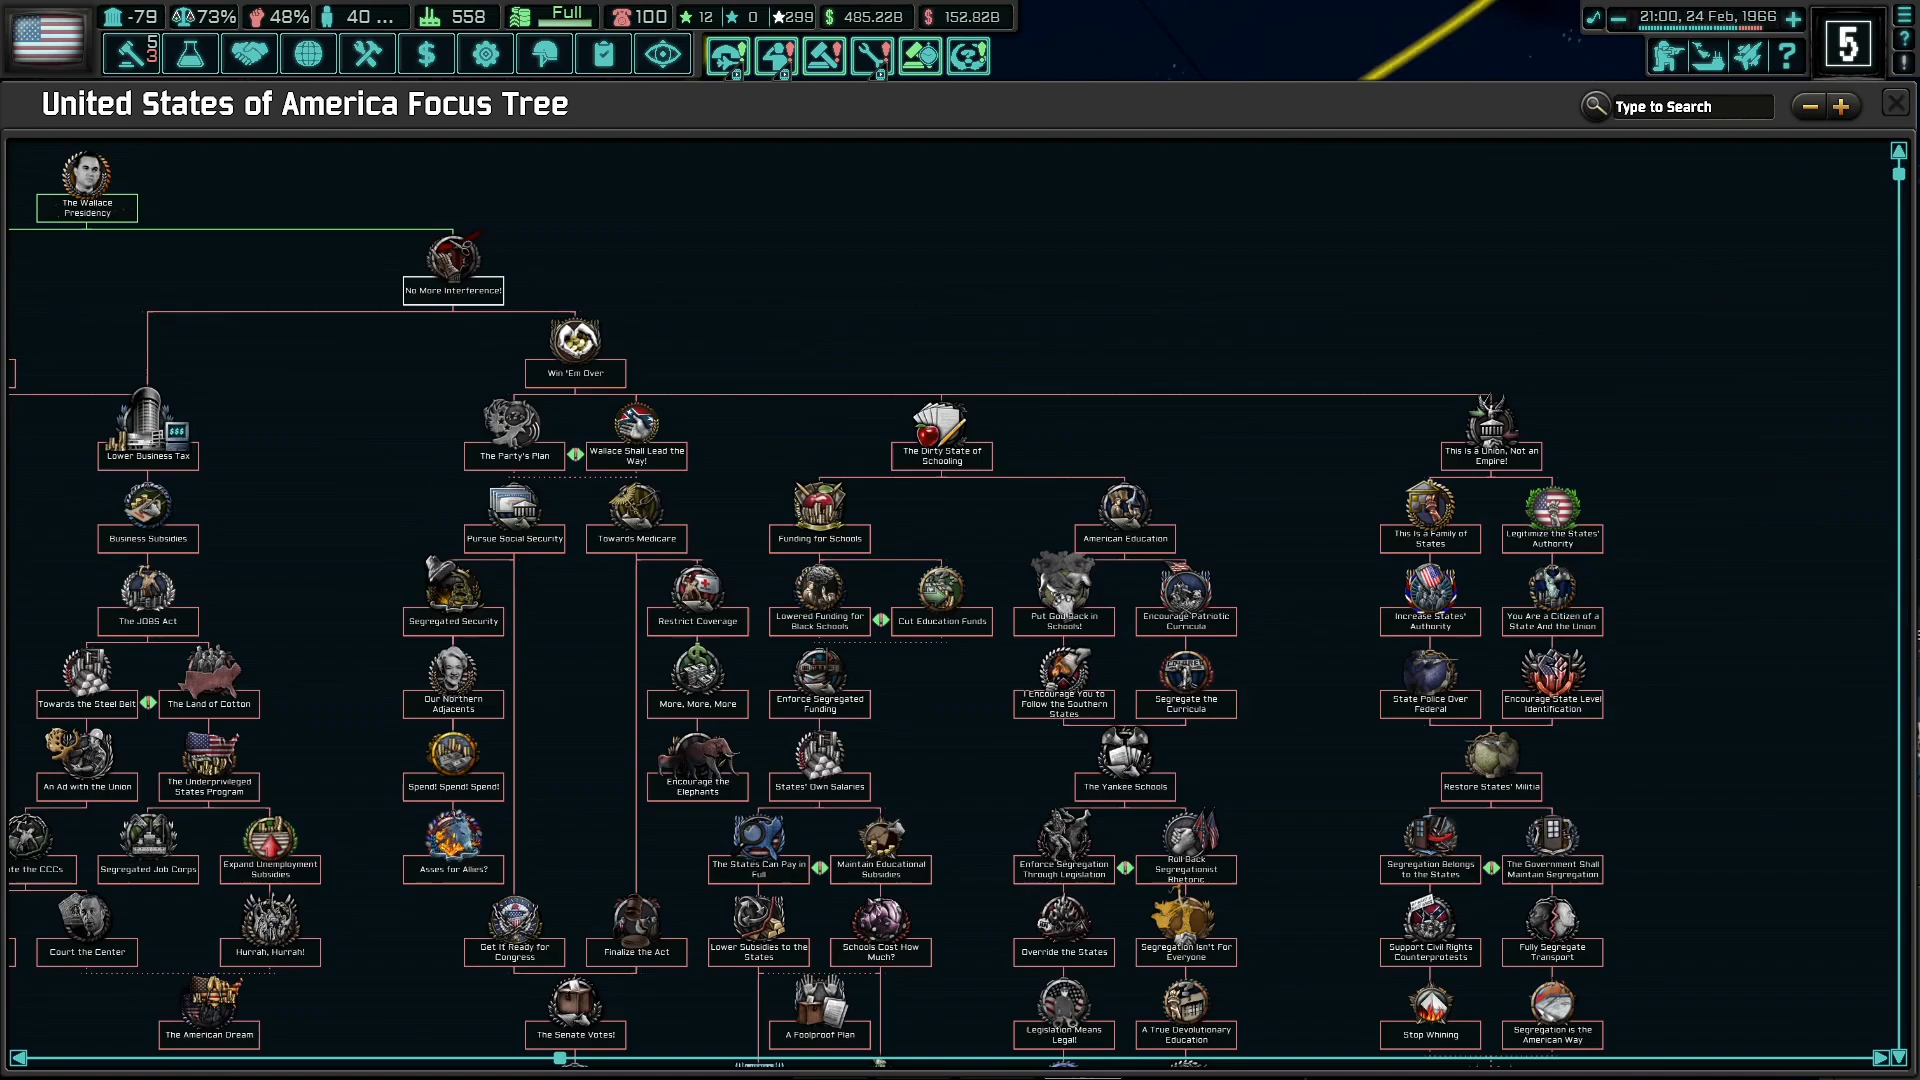 -79 73% 48% 40 ... 558 Full 100 12 0 299 $ 485.22B $ 152.82B 21:00, 24 Feb, 1966
5
3
5
United States of America Focus Tree
Type to Search
The Wallace
Presidency
No More Interference!
Win 'Em Over
Lower Business Tax
The Party's Plan
Wallace Shall Lead the
Way!
The Dirty State of
Schooling
This Is a Union, Not an
Empire!
Business Subsidies
Pursue Social Security
Towards Medicare
Funding for Schools
American Education
This Is a Family of
States
Legitimize the States'
Authority
The JOBS Act
Segregated Security
Restrict Coverage
Lowered Funding for
Black Schools
Cut Education Funds
Put God Back in
Schools!
Encourage Patriotic
Curricula
Increase States'
Authority
You Are a Citizen of a
State And the Union
Towards the Steel Belt
The Land of Cotton
Our Northern
Adjacents
More, More, More
Enforce Segregated
Funding
I Encourage You to
Follow the Southern
States
Segregate the
Curricula
State Police Over
Federal
Encourage State Level
Identification
An Ad with the Union
The Underprivileged
States Program
Spend! Spend! Spend!
Encourage the
Elephants
States' Own Salaries
The Yankee Schools
Restore States' Militia
te the CCCs
Segregated Job Corps
Expand Unemployment
Subsidies
Asses for Allies?
The States Can Pay in
Full
Maintain Educational
Subsidies
Enforce Segregation
Through Legislation
Roll Back
Segregationist
Rhetoric
Segregation Belongs
to the States
The Government Shall
Maintain Segregation
Court the Center
Hurrah, Hurrah!
Get It Ready for
Congress
Finalize the Act
Lower Subsidies to the
States
Schools Cost How
Much?
Override the States
Segregation Isn't For
Everyone
Support Civil Rights
Counterprotests
Fully Segregate
Transport
The American Dream
The Senate Votes!
A Foolproof Plan
Legislation Means
Legal!
A True Revolutionary
Education
Stop Whining
Segregation is the
American Way